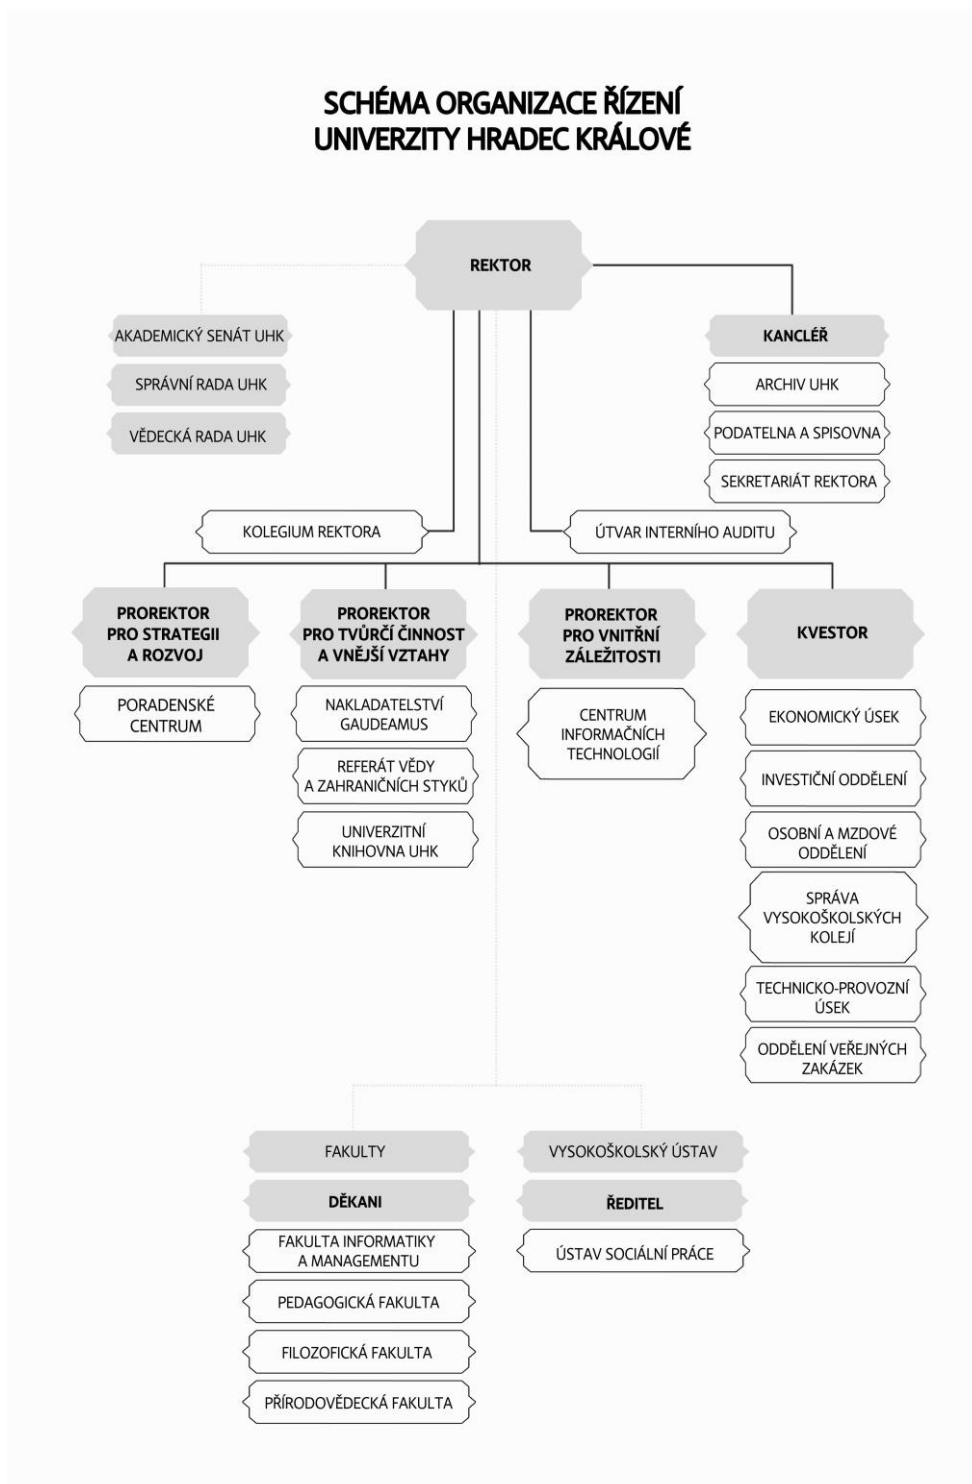 SCHÉMA ORGANIZACE ŘÍZENÍ
UNIVERZITY HRADEC KRÁLOVÉ
REKTOR
AKADEMICKÝ SENÁT UHK
SPRÁVNÍ RADA UHK
VĚDECKÁ RADA UHK
KANCLÉŘ
ARCHIV UHK
PODATELNA A SPISOVNA
SEKRETARIÁT REKTORA
KOLEGIUM REKTORA
ÚTVAR INTERNÍHO AUDITU
PROREKTOR
PRO STRATEGII
A ROZVOJ
PORADENSKÉ
CENTRUM
PROREKTOR
PRO TVŮRČÍ ČINNOST
A VNĚJŠÍ VZTAHY
NAKLADATELSTVÍ
GAUDEAMUS
REFERÁT VĚDY
A ZAHRANIČNÍCH STYKŮ
UNIVERZITNÍ
KNIHOVNA UHK
PROREKTOR
PRO VNITŘNÍ
ZÁLEŽITOSTI
CENTRUM
INFORMAČNÍCH
TECHNOLOGIÍ
KVESTOR
EKONOMICKÝ ÚSEK
INVESTIČNÍ ODDĚLENÍ
OSOBNÍ A MZDOVÉ
ODDĚLENÍ
SPRÁVA
VYSOKOŠKOLSKÝCH
KOLEJÍ
TECHNICKO-PROVOZNÍ
ÚSEK
ODDĚLENÍ VEŘEJNÝCH
ZAKÁZEK
FAKULTY
DĚKANI
FAKULTA INFORMATIKY
A MANAGEMENTU
PEDAGOGICKÁ FAKULTA
FILOZOFICKÁ FAKULTA
PŘÍRODOVĚDECKÁ FAKULTA
VYSOKOŠKOLSKÝ ÚSTAV
ŘEDITEL
ÚSTAV SOCIÁLNÍ PRÁCE